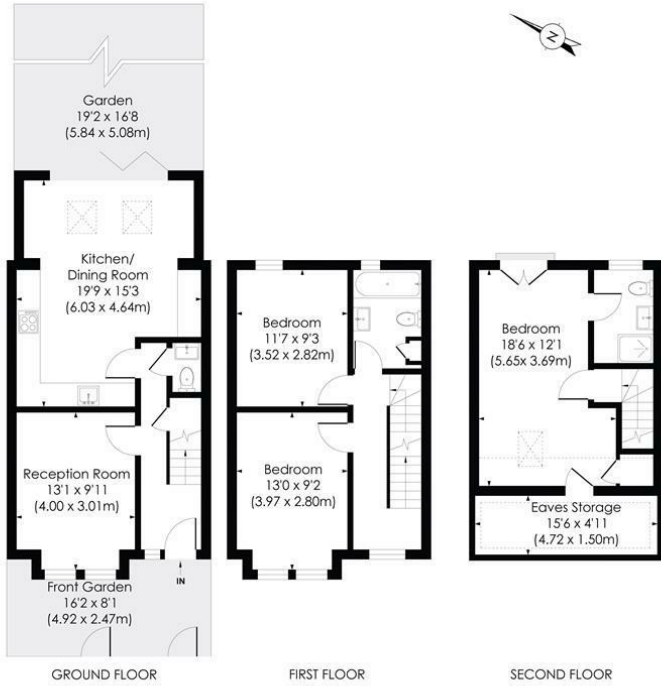 N
Garden
19'2 x 16'8
(5.84 x 5.08m)
Kitchen/
Dining Room
19'9 x 15'3
(6.03 x 4.64m)
Reception Room
13'1 x 9'11
(4.00 x 3.01m)
IN
Front Garden
16'2 x 8'1
(4.92 x 2.47m)
GROUND FLOOR
Bedroom
11'7 x 9'3
(3.52 x 2.82m)
Bedroom
13'0 x 9'2
(3.97 x 2.80m)
FIRST FLOOR
Bedroom
18'6 x 12'1
(5.65x 3.69m)
Eaves Storage
15'6 x 4'11
(4.72 x 1.50m)
SECOND FLOOR